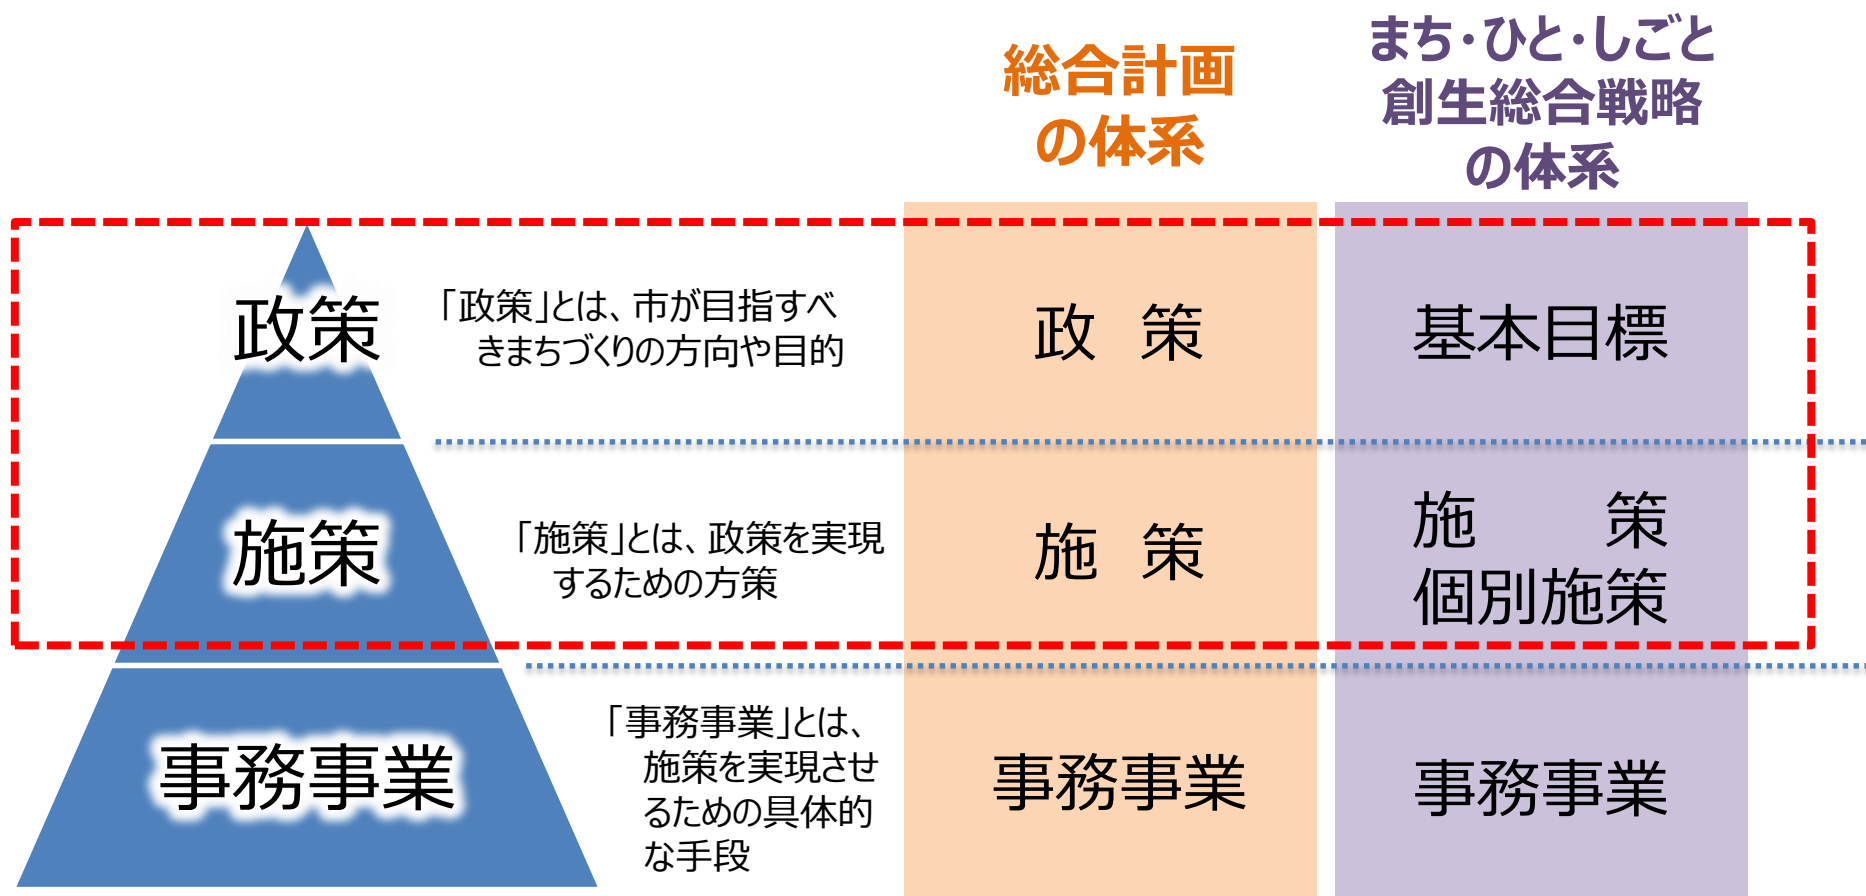 総合計画
の体系
まち・ひと・しごと
創生総合戦略
の体系
政策
「政策」とは、市が目指すべ
きまちづくりの方向や目的
政 策
基本目標
施策
「施策」とは、政策を実現
するための方策
施 策
施 策
個別施策
事務事業
「事務事業」とは、
施策を実現させ
るための具体的
な手段
事務事業
事務事業